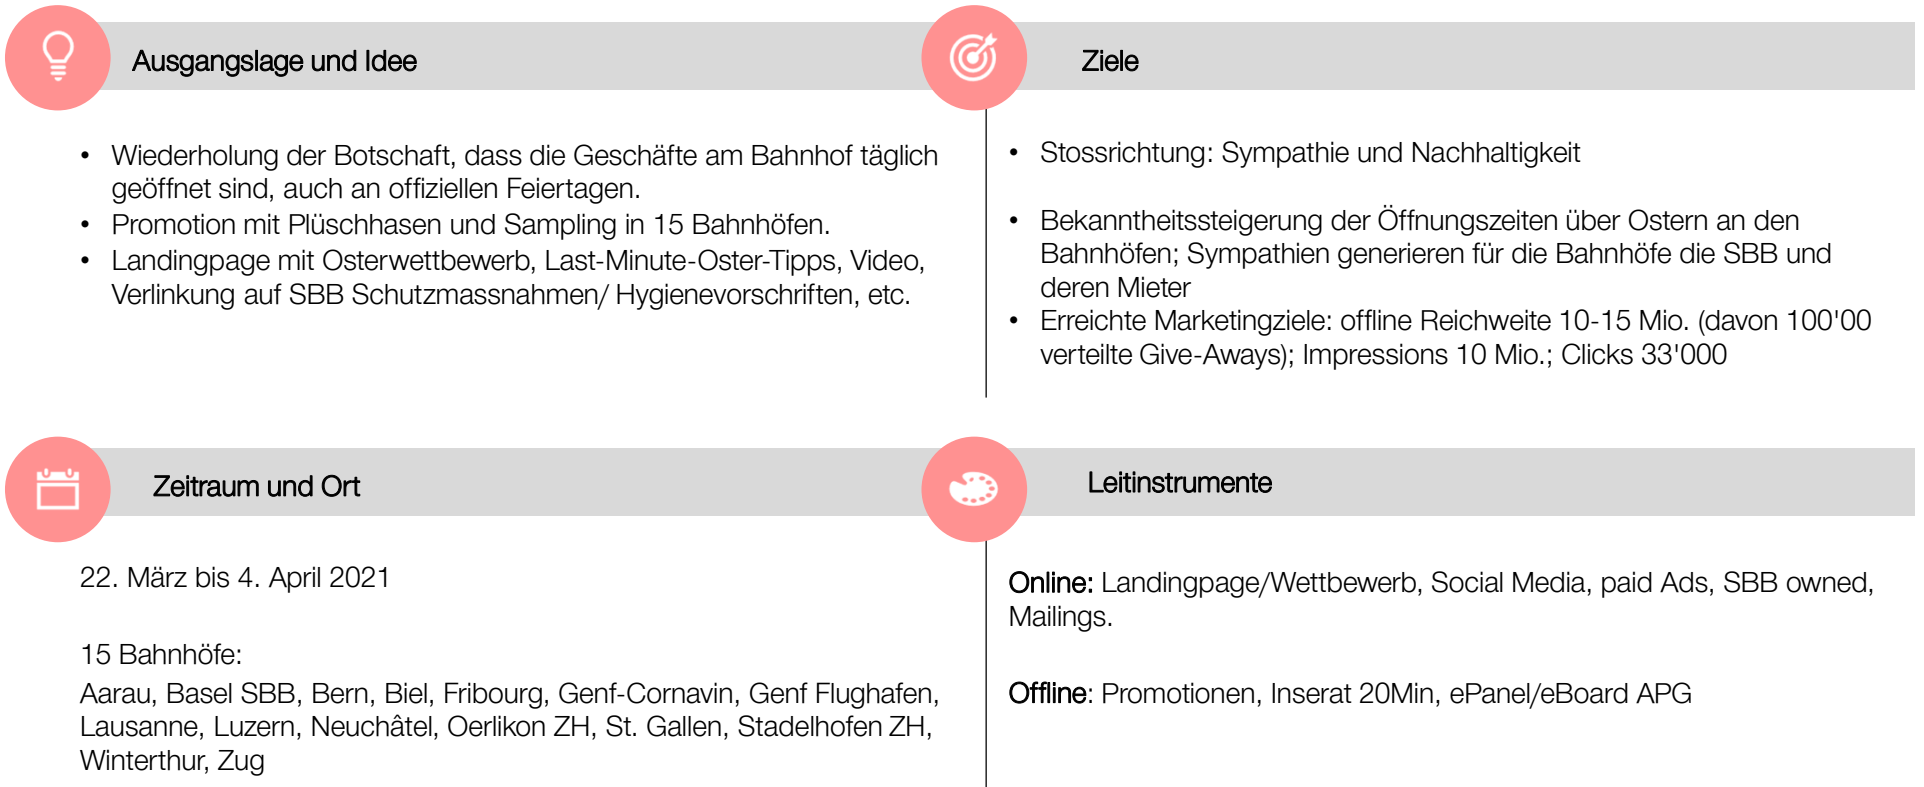 Ausgangslage und Idee
• Wiederholung der Botschaft, dass die Geschäfte am Bahnhof täglich
geöffnet sind, auch an offiziellen Feiertagen.
• Promotion mit Plüschhasen und Sampling in 15 Bahnhöfen.
• Landingpage mit Osterwettbewerb, Last-Minute-Oster-Tipps, Video,
Verlinkung auf SBB Schutzmassnahmen/ Hygienevorschriften, etc.
Ziele
• Stossrichtung: Sympathie und Nachhaltigkeit
• Bekanntheitssteigerung der Öffnungszeiten über Ostern an den
Bahnhöfen; Sympathien generieren für die Bahnhöfe die SBB und
deren Mieter
• Erreichte Marketingziele: offline Reichweite 10-15 Mio. (davon 100'00
verteilte Give-Aways); Impressions 10 Mio.; Clicks 33'000
Zeitraum und Ort
22. März bis 4. April 2021
15 Bahnhöfe:
Aarau, Basel SBB, Bern, Biel, Fribourg, Genf-Cornavin, Genf Flughafen,
Lausanne, Luzern, Neuchâtel, Oerlikon ZH, St. Gallen, Stadelhofen ZH,
Winterthur, Zug
Leitinstrumente
Online: Landingpage/Wettbewerb, Social Media, paid Ads, SBB owned,
Mailings.
Offline: Promotionen, Inserat 20Min, ePanel/eBoard APG